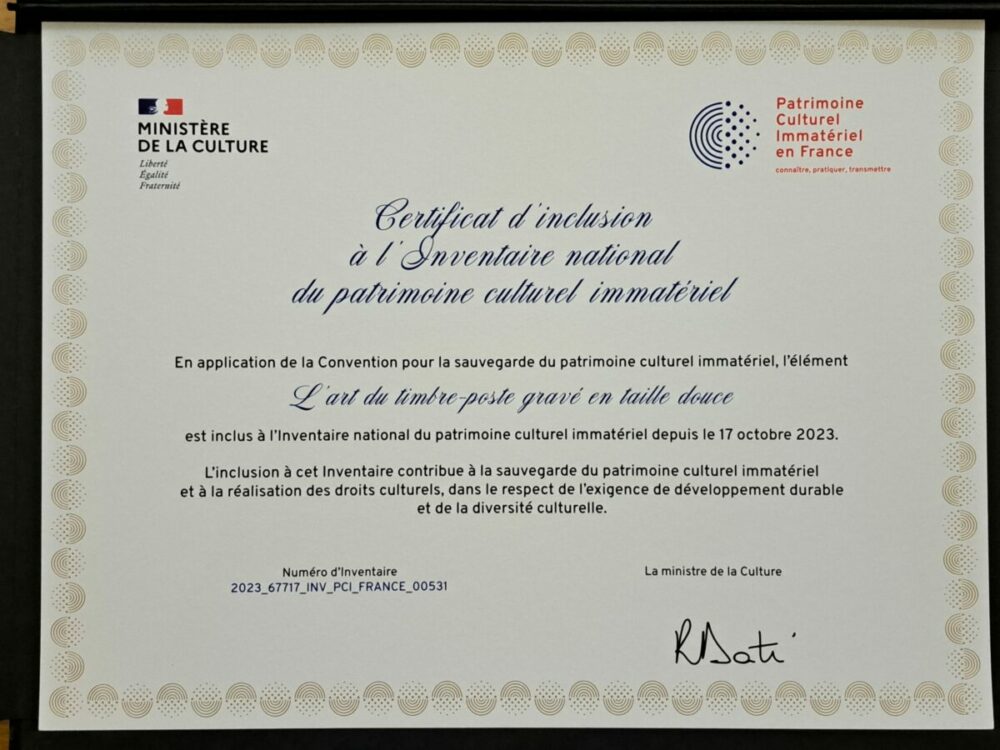 MINISTÈRE
DE LA CULTURE
Liberté
Égalité
Fraternité
Patrimoine
Culturel
Immatériel
en France
connaître, pratiquer, transmettre
Certificat d'inclusion
à l'Inventaire national
du patrimoine culturel immatériel
En application de la Convention pour la sauvegarde du patrimoine culturel immatériel, l'élément
L'art du timbre-poste gravé en taille douce
est inclus à l'Inventaire national du patrimoine culturel immatériel depuis le 17 octobre 2023.
L'inclusion à cet Inventaire contribue à la sauvegarde du patrimoine culturel immatériel
et à la réalisation des droits culturels, dans le respect de l'exigence de développement durable
et de la diversité culturelle.
Numéro d'Inventaire
2023_67717_INV_PCI_FRANCE_00531
La ministre de la Culture
R Dati